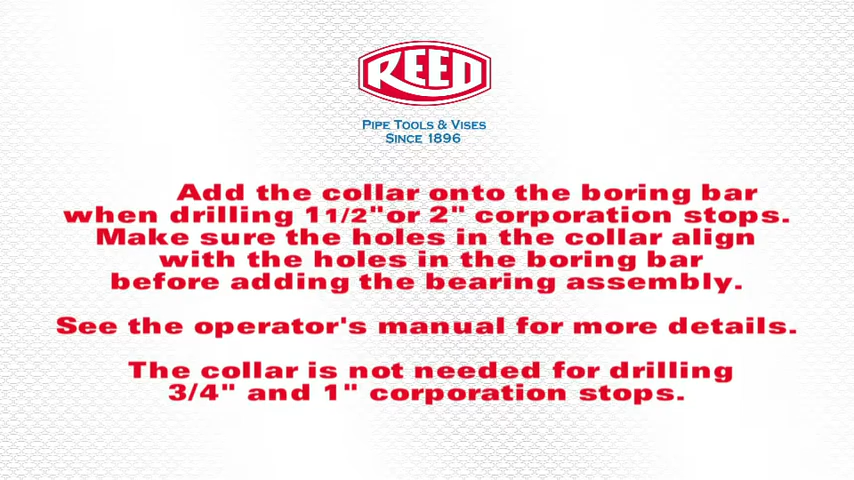 REED
PIPE TOOLS & VISES
SINCE 1896
Add the collar onto the boring bar
when drilling 1 1/2"or 2" corporation stops.
Make sure the holes in the collar align
with the holes in the boring bar
before adding the bearing assembly.
See the operator's manual for more details.
The collar is not needed for drilling
3/4" and 1" corporation stops.